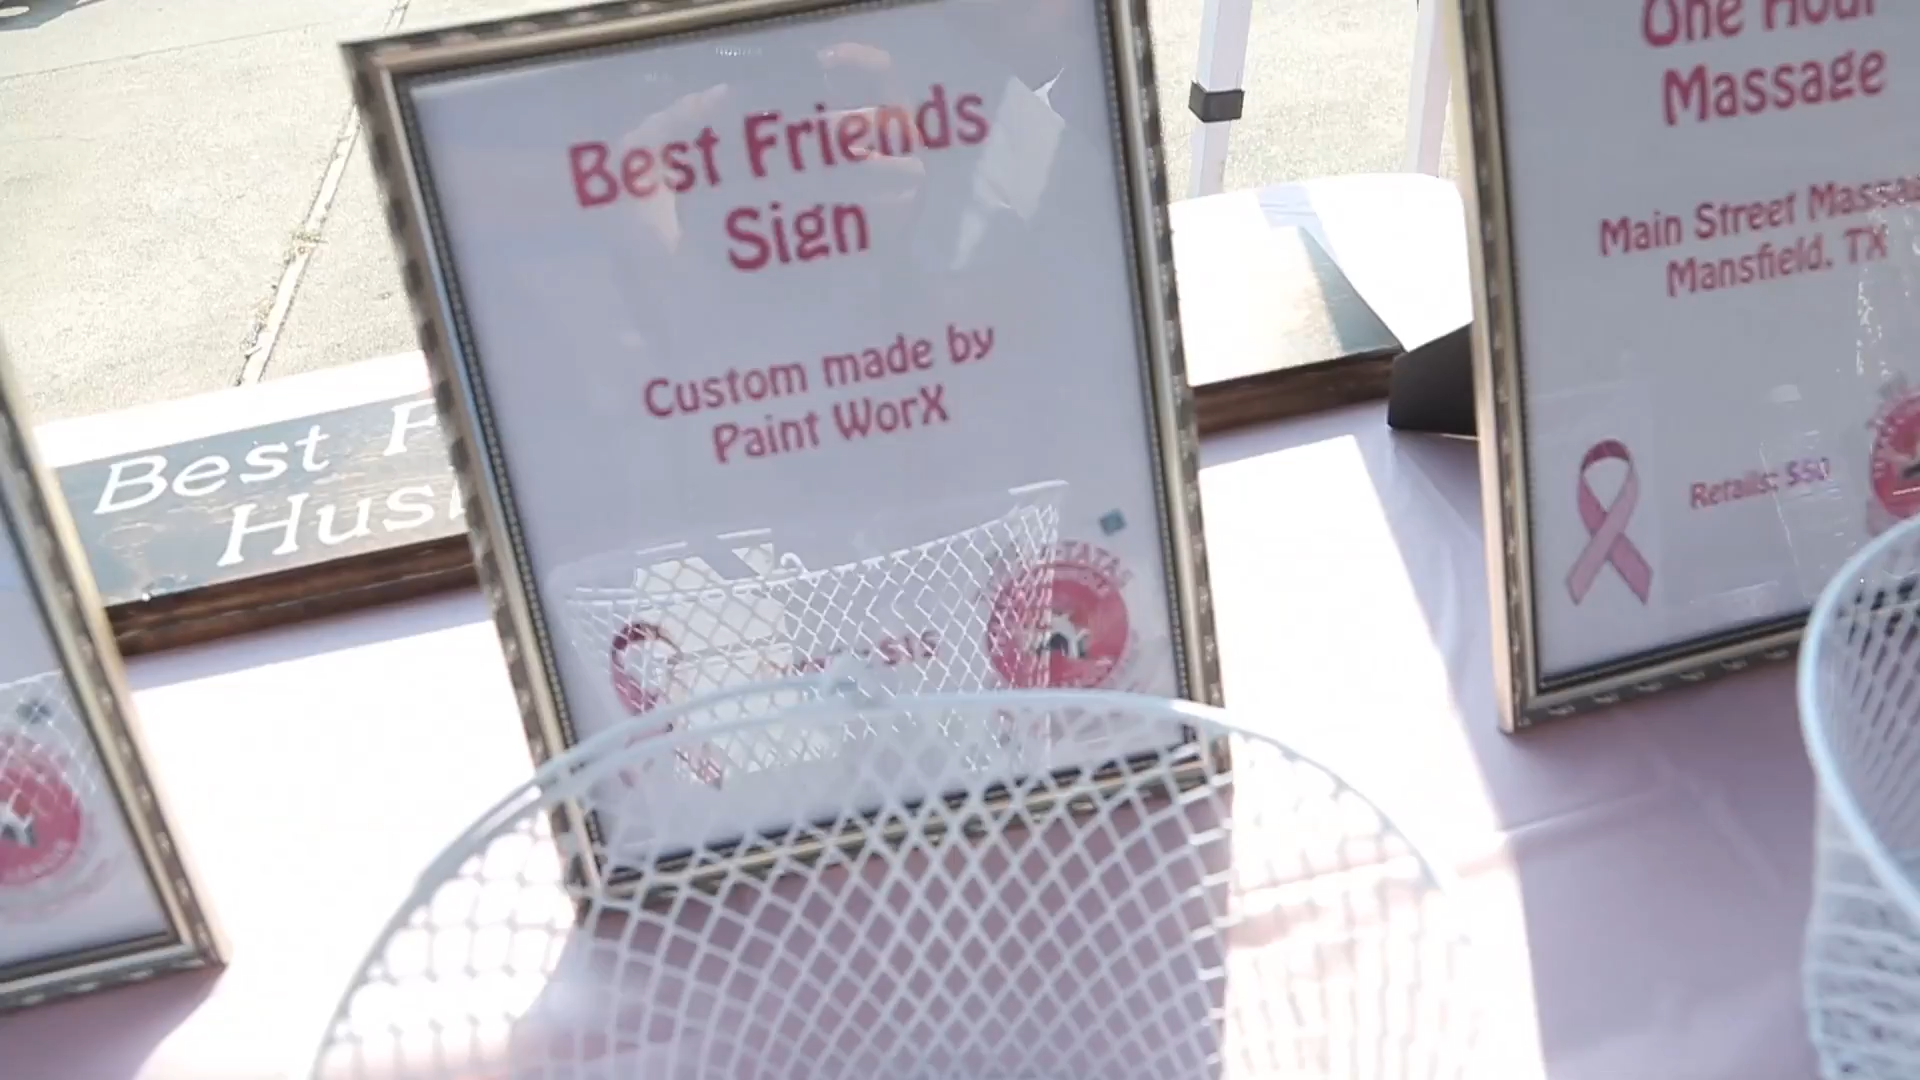 Best Friends
Sign
Custom made by
Paint WorX
$15
Best F
Hus
One Hour
Massage
Main Street
Mansfield, TX
Retails: $50